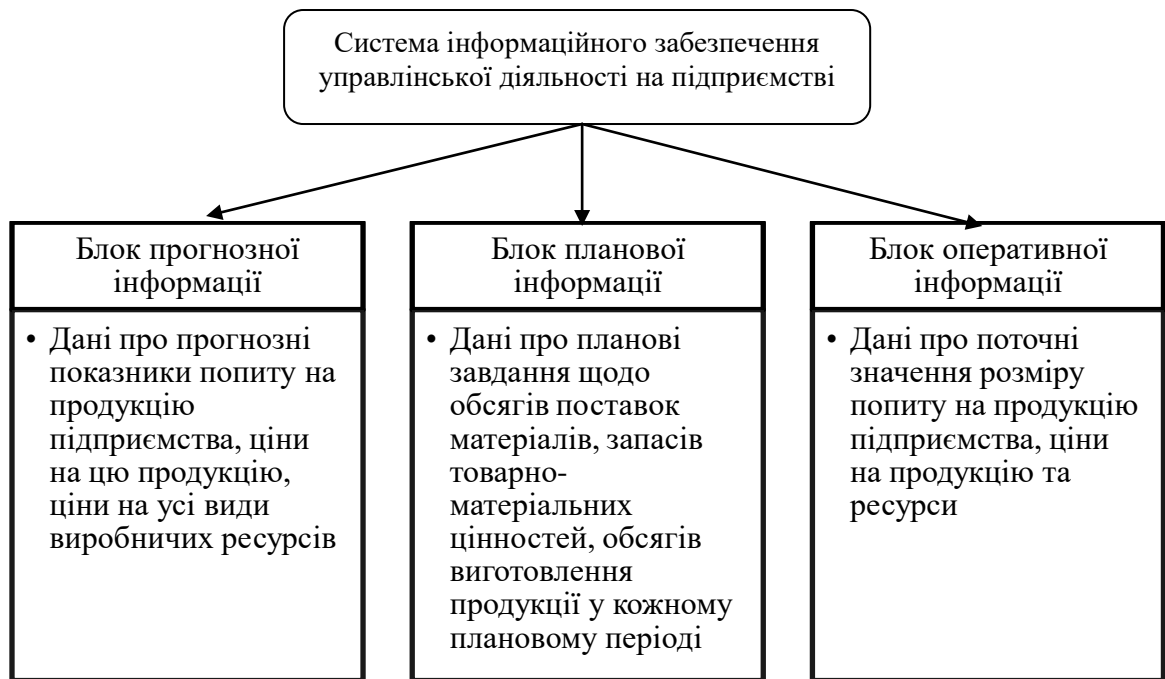 Система інформаційного забезпечення
управлінської діяльності на підприємстві
Блок прогнозної
інформації
• Дані про прогнозні
показники попиту на
продукцію
підприємства, ціни
на цю продукцію,
ціни на усі види
виробничих ресурсів
Блок планової
інформації
• Дані про планові
завдання щодо
обсягів поставок
матеріалів, запасів
товарно-
матеріальних
цінностей, обсягів
виготовлення
продукції у кожному
плановому періоді
Блок оперативної
інформації
• Дані про поточні
значення розміру
попиту на продукцію
підприємства, ціни
на продукцію та
ресурси